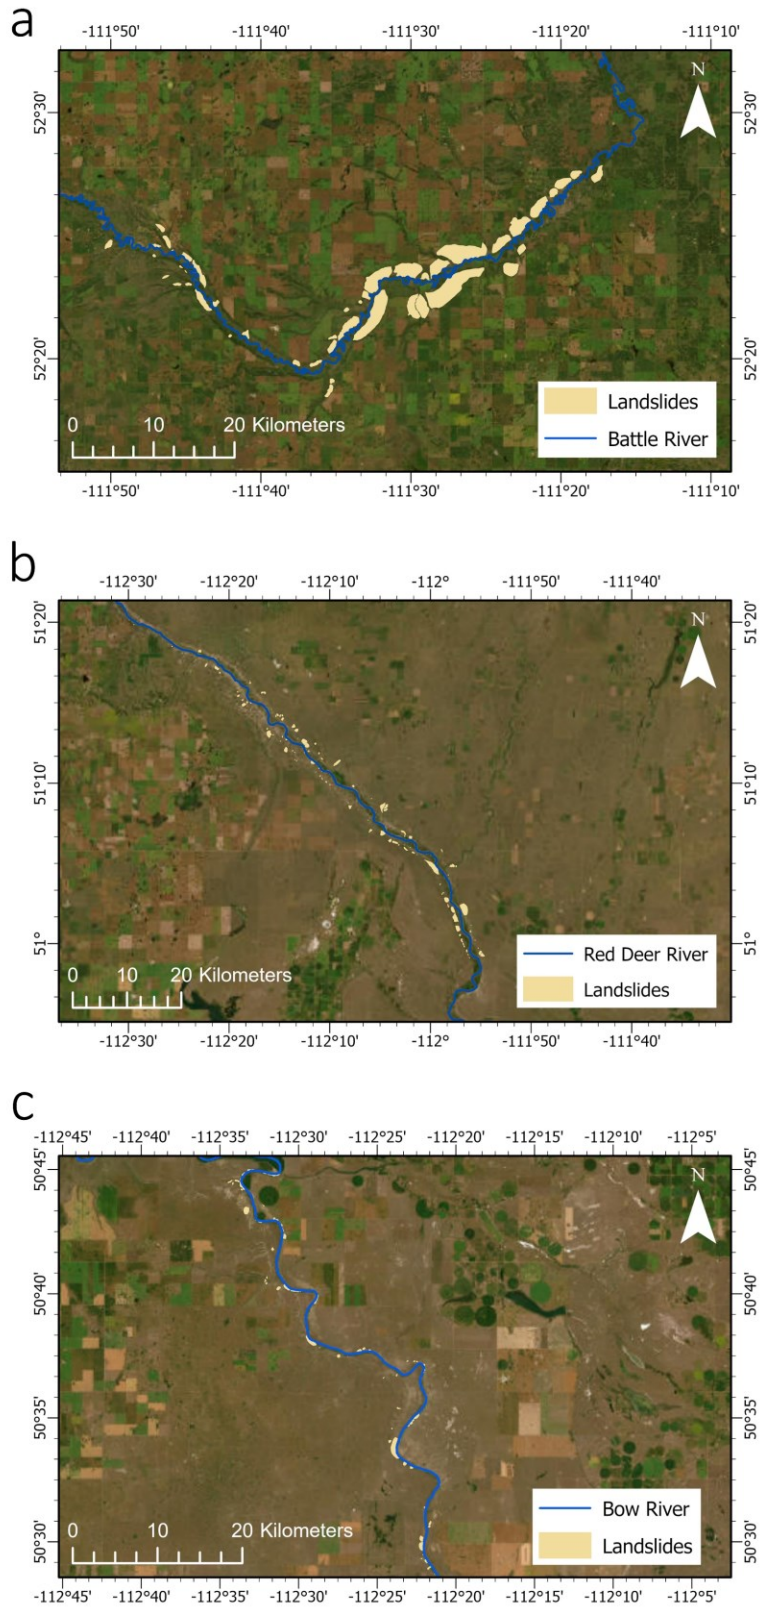 a
-111°50' -111°40' -111°30' -111°20' -111°10'
N
52°30' 52°30'
52°20' 52°20'
Landslides
0 10 20 Kilometers
Battle River
-111°50' -111°40' -111°30' -111°20' -111°10'
b
-112°30' -112°20' -112°10' -112° -111°50' -111°40'
51°20' 51°20'
N
51°10' 51°10'
51° 51°
Red Deer River
0 10 20 Kilometers
Landslides
-112°30' -112°20' -112°10' -112° -111°50' -111°40'
c
-112°45' -112°40' -112°35' -112°30' -112°25' -112°20' -112°15' -112°10' -112°5'
50°45' 50°45'
N
50°40' 50°40'
50°35' 50°35'
Bow River
50°30' 50°30'
0 10 20 Kilometers
Landslides
-112°45' -112°40' -112°35' -112°30' -112°25' -112°20' -112°15' -112°10' -112°5'